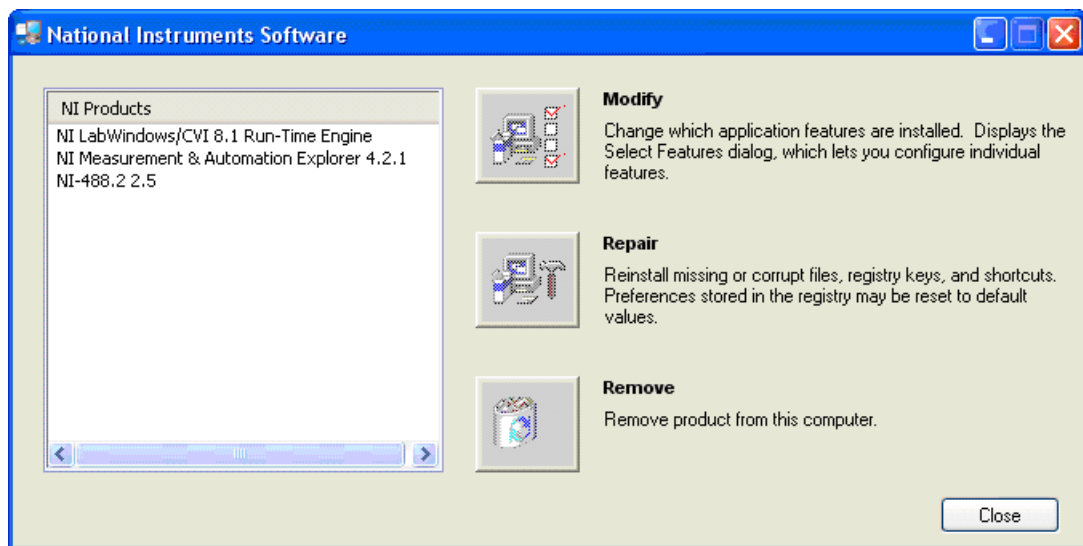 National Instruments Software
NI Products
NI LabWindows/CVI 8.1 Run-Time Engine
NI Measurement & Automation Explorer 4.2.1
NI-488.2 2.5
Modify
Change which application features are installed.  Displays the
Select Features dialog, which lets you configure individual
features.
Repair
Reinstall missing or corrupt files, registry keys, and shortcuts.
Preferences stored in the registry may be reset to default
values.
Remove
Remove product from this computer.
Close